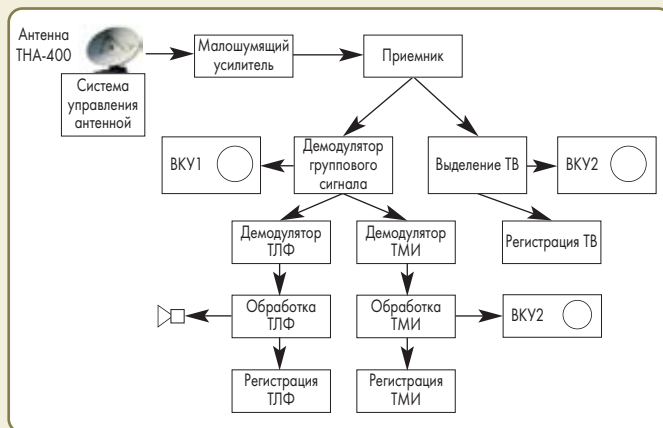 Антенна
ТНА-400
Малошумящий
усилитель
Приемник
Система
управления
антенной
ВКУ1
Демодулятор
группового
сигнала
Выделение ТВ
ВКУ2
Демодулятор
ТЛФ
Демодулятор
ТМИ
Регистрация ТВ
Обработка
ТЛФ
Обработка
ТМИ
ВКУ2
Регистрация
ТЛФ
Регистрация
ТМИ